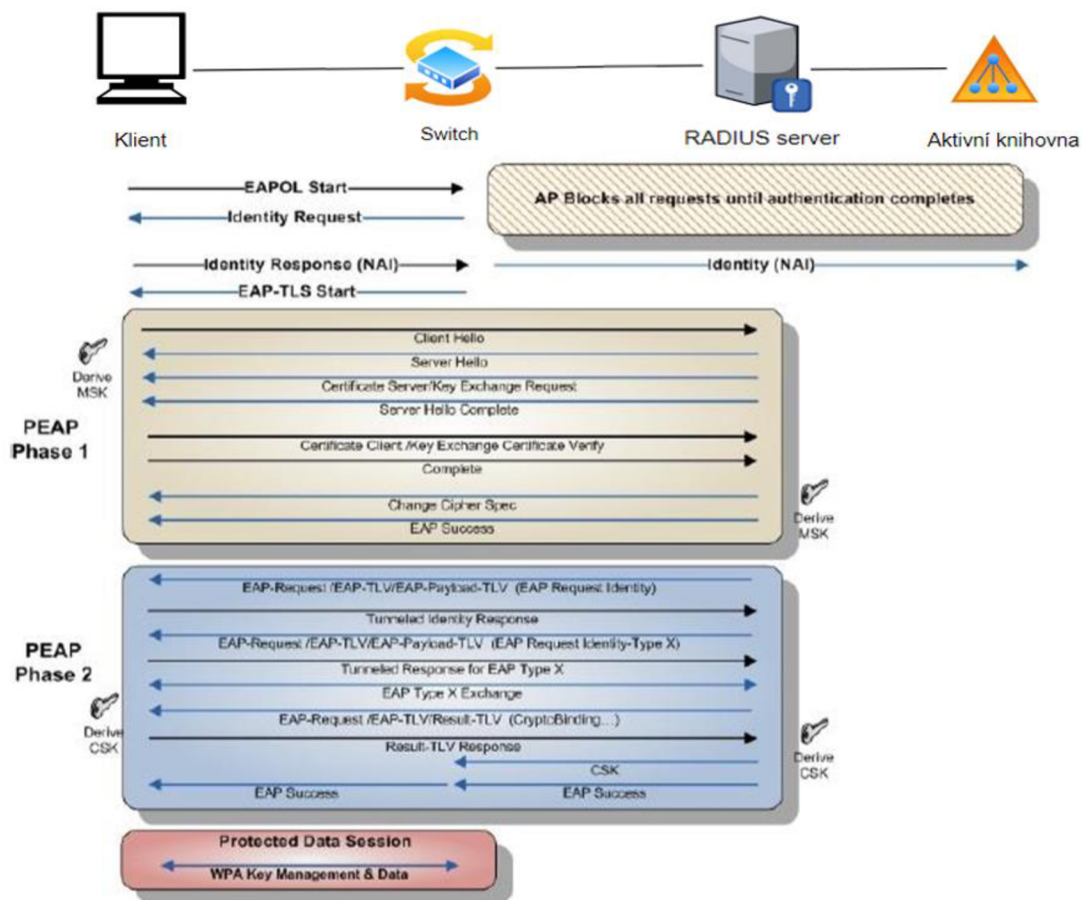 Klient
Switch
RADIUS server
Aktivní knihovna
EAPOL Start
AP Blocks all requests until authentication completes
Identity Request
Identity Response (NAI)
Identity (NAI)
EAP-TLS Start
Client Hello
Server Hello
Derive
MSK
Certificate Server/Key Exchange Request
Server Hello Complete
PEAP
Phase 1
Certificate Client /Key Exchange Certificate Verify
Complete
Change Cipher Spec
Derive
MSK
EAP Success
EAP-Request /EAP-TLV/EAP-Payload-TLV (EAP Request Identity)
Tunneled Identity Response
EAP-Request /EAP-TLV/EAP-Payload-TLV (EAP Request Identity-Type X)
PEAP
Phase 2
Tunneled Response for EAP Type X
EAP Type X Exchange
EAP-Request /EAP-TLV/Result-TLV (CryptoBinding...)
Derive
CSK
Result-TLV Response
Derive
CSK
CSK
EAP Success
EAP Success
Protected Data Session
WPA Key Management & Data